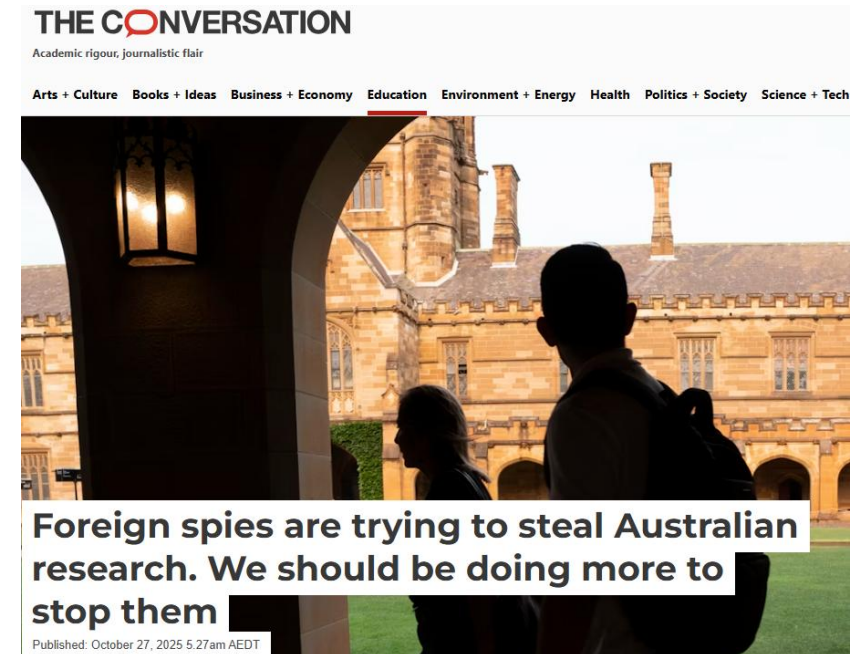 THE CONVERSATION
Academic rigour, journalistic flair
Arts + Culture Books + Ideas Business + Economy Education Environment + Energy Health Politics + Society Science + Tech
Foreign spies are trying to steal Australian
research. We should be doing more to
stop them
Published: October 27, 2025 5.27am AEDT